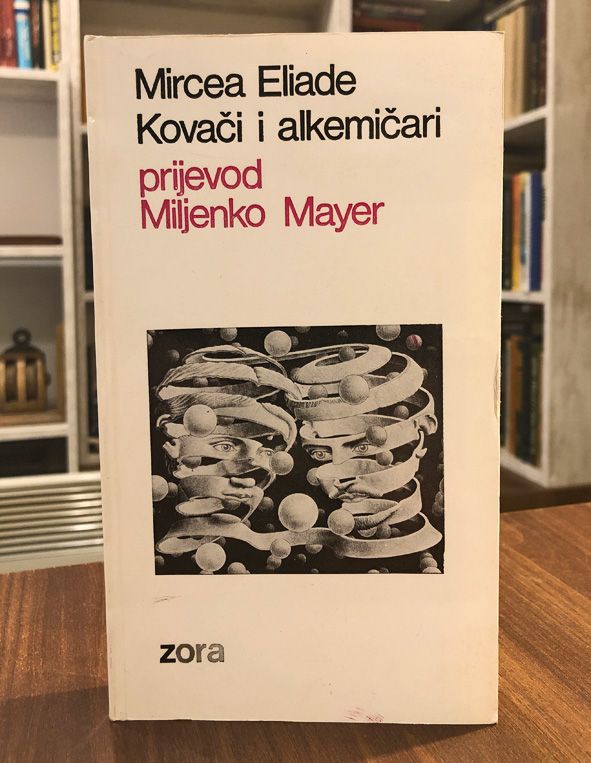 Mircea Eliade
Kovači i alkemičari
prijevod
Miljenko Mayer
zora